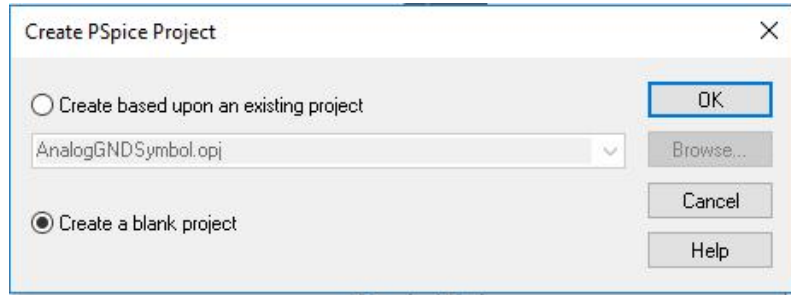 Create PSpice Project
Create based upon an existing project
OK
AnalogGNDSymbol.opj
Browse...
Cancel
Create a blank project
Help